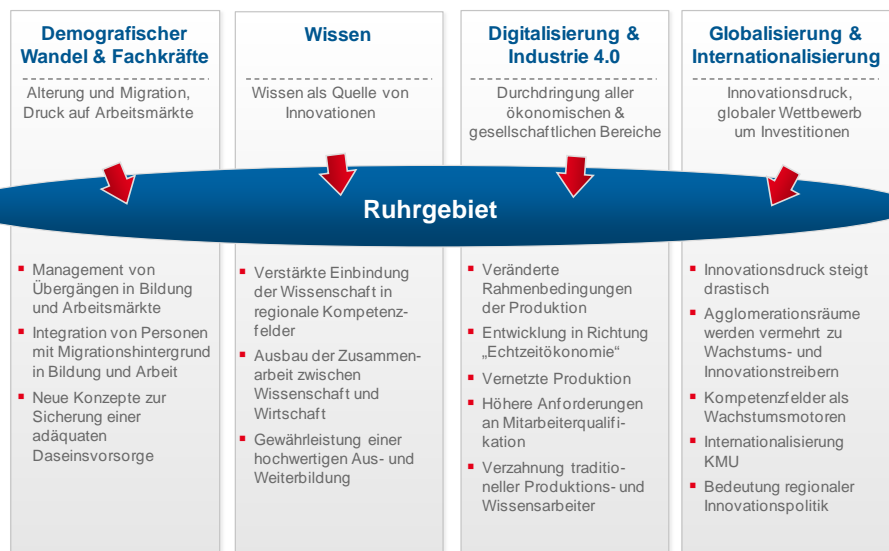 Demografischer
Wandel & Fachkräfte
Alterung und Migration,
Druck auf Arbeitsmärkte
Wissen
Wissen als Quelle von
Innovationen
Digitalisierung &
Industrie 4.0
Durchdringung aller
ökonomischen &
gesellschaftlichen Bereiche
Globalisierung &
Internationalisierung
Innovationsdruck,
globaler Wettbewerb
um Investitionen
Ruhrgebiet
Management von
Übergängen in Bildung
und Arbeitsmärkte
Integration von Personen
mit Migrationshintergrund
in Bildung und Arbeit
Neue Konzepte zur
Sicherung einer
adäquaten
Daseinsvorsorge
Verstärkte Einbindung
der Wissenschaft in
regionale Kompetenz-
felder
Ausbau der Zusammen-
arbeit zwischen
Wissenschaft und
Wirtschaft
Gewährleistung einer
hochwertigen Aus- und
Weiterbildung
Veränderte
Rahmenbedingungen
der Produktion
Entwicklung in Richtung
„Echtzeitökonomie“
Vernetzte Produktion
Höhere Anforderungen
an Mitarbeiterqualifi-
kation
Verzahnung traditio-
neller Produktions- und
Wissensarbeiter
Innovationsdruck steigt
drastisch
Agglomerationsräume
werden vermehrt zu
Wachstums- und
Innovationstreibern
Kompetenzfelder als
Wachstumsmotoren
Internationalisierung
KMU
Bedeutung regionaler
Innovationspolitik